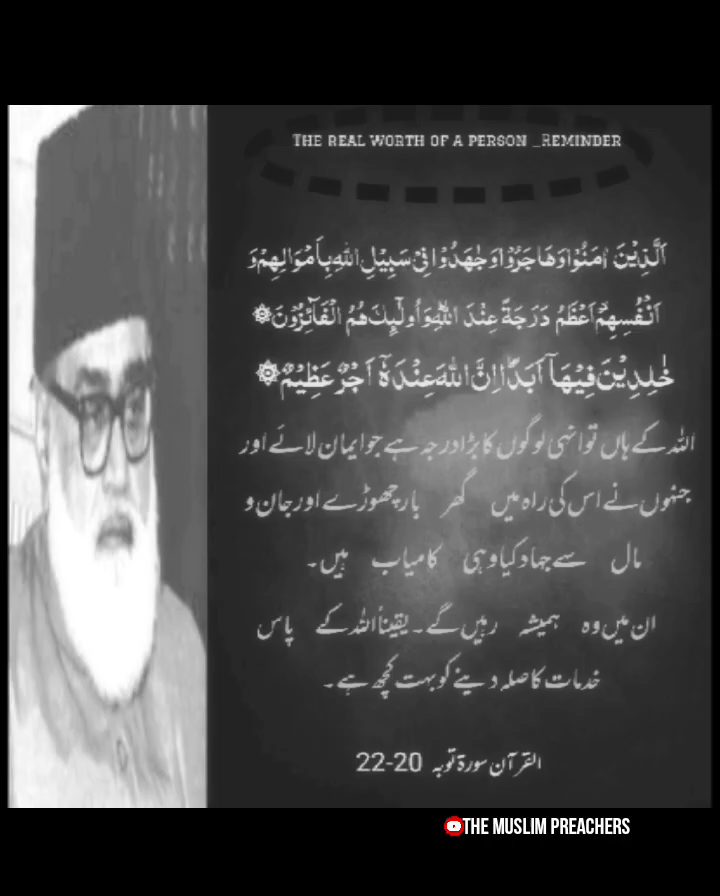 THE REAL WORTH OF A PERSON _REMINDER
اَلَّذِيْنَ اٰمَنُوْا وَهَاجَرُوْا وَجٰهَدُوْا فِيْ سَبِيْلِ اللّٰهِ بِاَمْوَالِهِمْ وَ
اَنْفُسِهِمْ اَعْظَمُ دَرَجَةً عِنْدَ اللّٰهِ وَاُولٰٓئِكَ هُمُ الْفَآئِزُوْنَ ۞
خٰلِدِيْنَ فِيْهَآ اَبَدًا اِنَّ اللّٰهَ عِنْدَهٗٓ اَجْرٌ عَظِيْمٌ ۞
اللہ کے ہاں تو انہی لوگوں کا بڑا درجہ ہے جو ایمان لائے اور
جنہوں نے اس کی راہ میں گھر بار چھوڑے اور جان و
مال سے جہاد کیا وہی کامیاب ہیں۔
ان میں وہ ہمیشہ رہیں گے۔ یقیناً اللہ کے پاس
خدمات کا صلہ دینے کو بہت کچھ ہے۔
القرآن سورۃ توبہ 20-22
THE MUSLIM PREACHERS